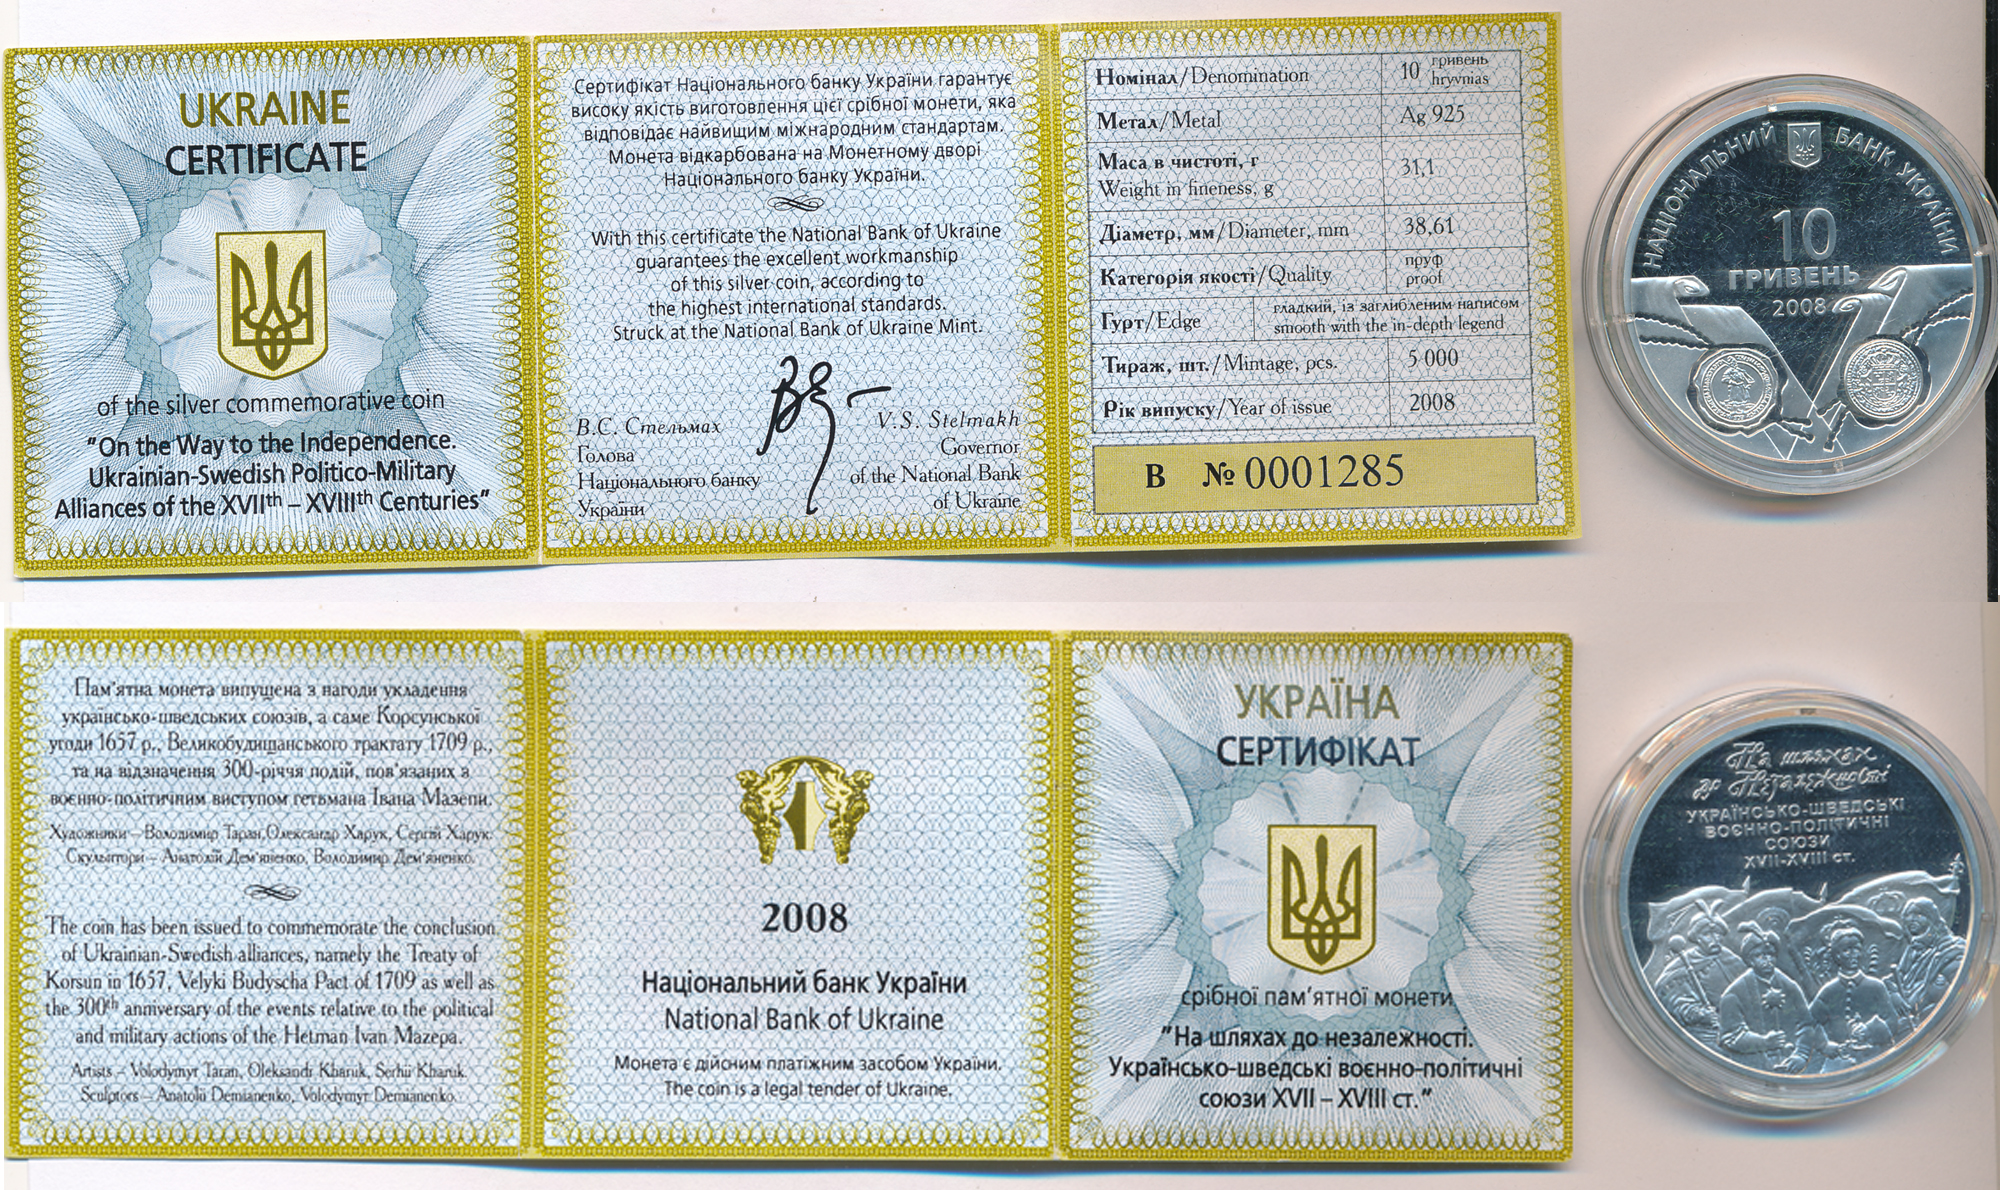 UKRAINE
CERTIFICATE
of the silver commemorative coin
"On the Way to the Independence.
Ukrainian-Swedish Politico-Military
Alliances of the XVIIth – XVIIIth Centuries"
Сертифікат Національного банку України гарантує
високу якість виготовлення цієї срібної монети, яка
відповідає найвищим міжнародним стандартам.
Монета відкарбована на Монетному дворі
Національного банку України.
With this certificate the National Bank of Ukraine
guarantees the excellent workmanship
of this silver coin, according to
the highest international standards.
Struck at the National Bank of Ukraine Mint.
В.С. Стельмах
Голова
Національного банку
України
V.S. Stelmakh
Governor
of the National Bank
of Ukraine
Номінал/Denomination 10 гривень hryvnias
Метал/Metal Ag 925
Маса в чистоті, г
Weight in fineness, g 31,1
Діаметр, мм/Diameter, mm 38,61
Категорія якості/Quality пруф proof
Гурт/Edge гладкий, із заглибленим написом
smooth with the in-depth legend
Тираж, шт./Mintage, pcs. 5 000
Рік випуску/Year of issue 2008
В № 0001285
НАЦІОНАЛЬНИЙ БАНК УКРАЇНИ
10
ГРИВЕНЬ
2008
Пам'ятна монета випущена з нагоди укладення
українсько-шведських союзів, а саме Корсунської
угоди 1657 р., Великобудищанського трактату 1709 р.,
та на відзначення 300-річчя подій, пов'язаних з
воєнно-політичним виступом гетьмана Івана Мазепи.
Художники – Володимир Таран, Олександр Харук, Сергій Харук.
Скульптори – Анатолій Дем'яненко, Володимир Дем'яненко.
The coin has been issued to commemorate the conclusion
of Ukrainian-Swedish alliances, namely the Treaty of
Korsun in 1657, Velyki Budyscha Pact of 1709 as well as
the 300th anniversary of the events relative to the political
and military actions of the Hetman Ivan Mazepa.
Artists – Volodymyr Taran, Oleksandr Kharuk, Serhii Kharuk.
Sculptors – Anatolii Demianenko, Volodymyr Demianenko.
2008
Національний банк України
National Bank of Ukraine
Монета є дійсним платіжним засобом України.
The coin is a legal tender of Ukraine.
УКРАЇНА
СЕРТИФІКАТ
срібної пам'ятної монети
"На шляхах до незалежності.
Українсько-шведські воєнно-політичні
союзи XVII – XVIII ст."
На шляхах
до Незалежності
УКРАЇНСЬКО-ШВЕДСЬКІ
ВОЄННО-ПОЛІТИЧНІ
СОЮЗИ
XVII-XVIII ст.